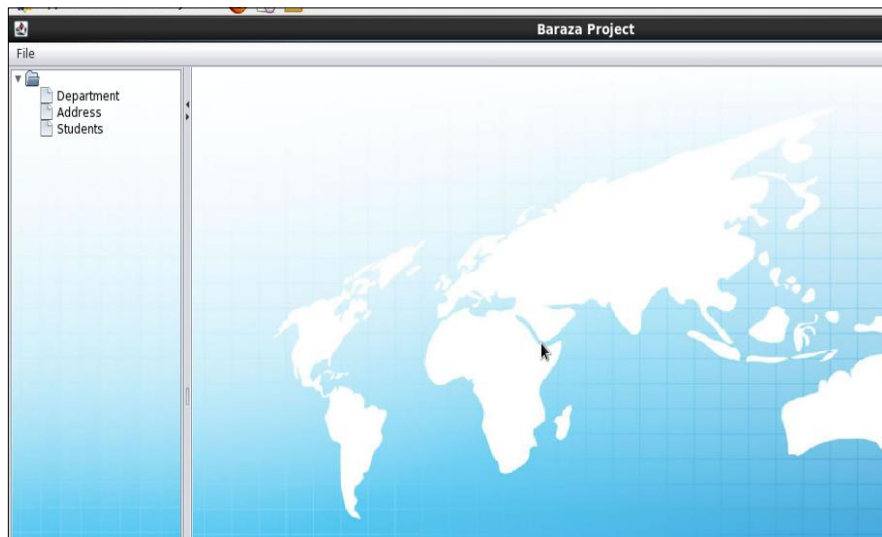 Baraza Project
File
Department
Address
Students